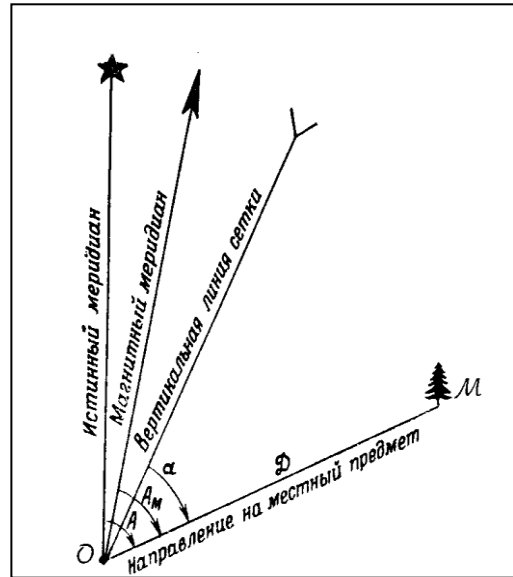 Истинный меридиан
Магнитный меридиан
Вертикальная линия сетки
М
Д
α
Aм
A
О
Направление на местный предмет